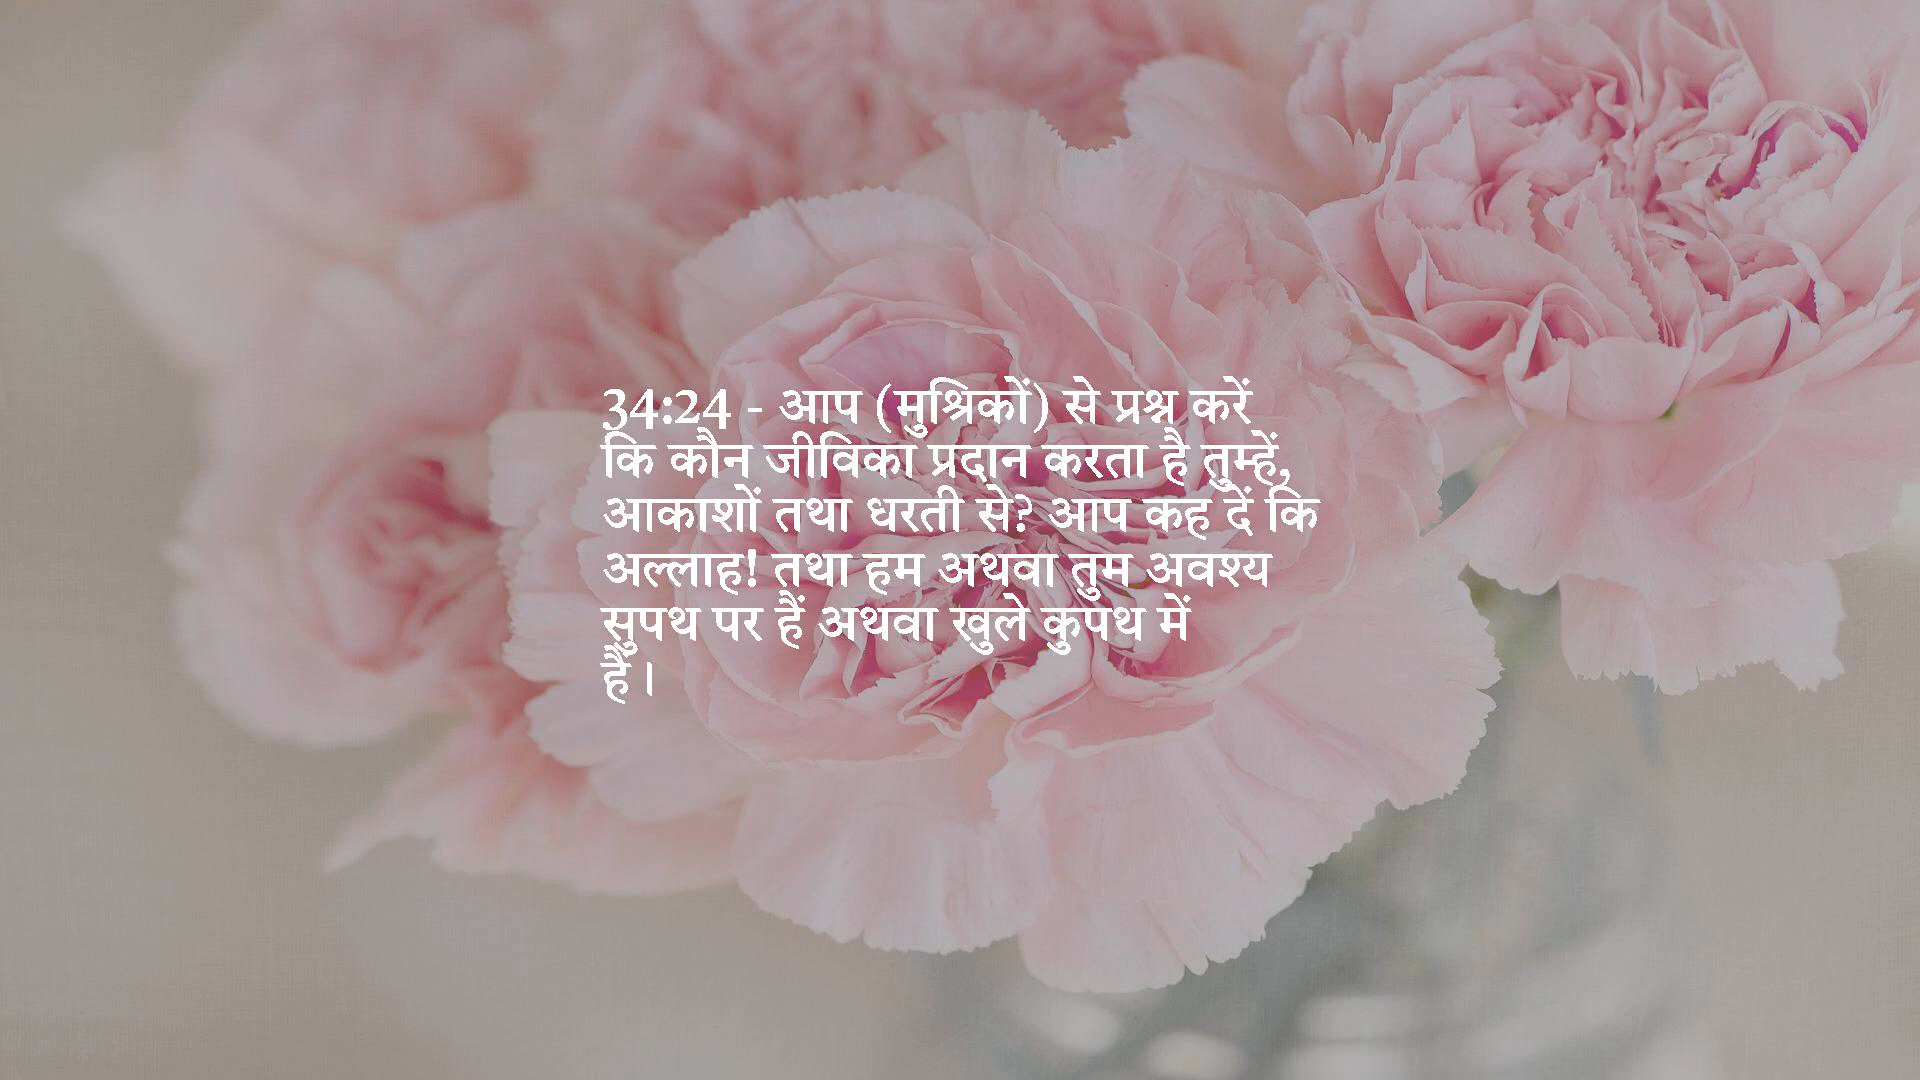 34:24 - आप (मुश्रिकों) से प्रश्न करें
कि कौन जीविका प्रदान करता है तुम्हें,
आकाशों तथा धरती से? आप कह दें कि
अल्लाह! तथा हम अथवा तुम अवश्य
सुपथ पर हैं अथवा खुले कुपथ में
हैं।